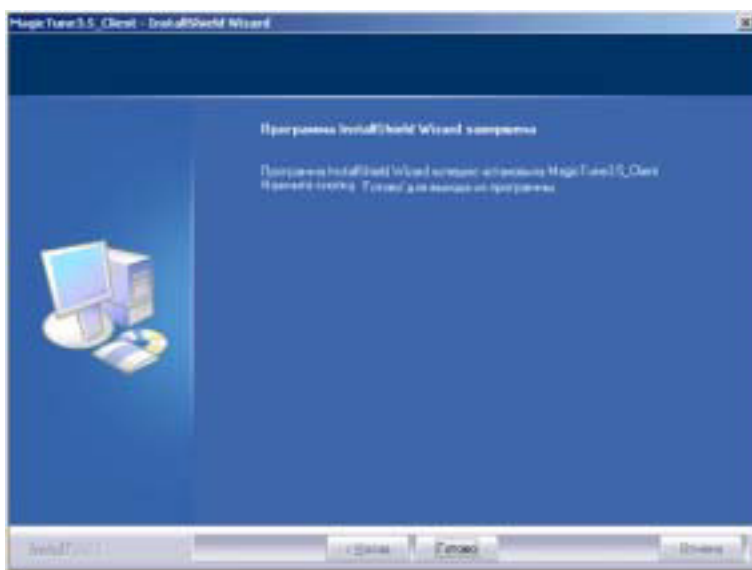 MagicTune3.5_Client - InstallShield Wizard
Программа InstallShield Wizard завершена
Программа InstallShield Wizard успешно установила MagicTune3.5_Client
Нажмите кнопку 'Готово' для выхода из программы.
InstallShield
< Назад
Готово
Отмена